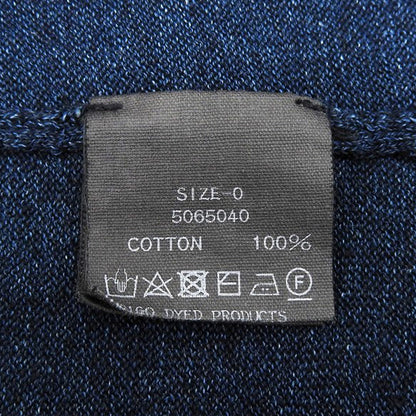 SIZE-0
5065040
COTTON 100%
F
DYED PRODUCTS